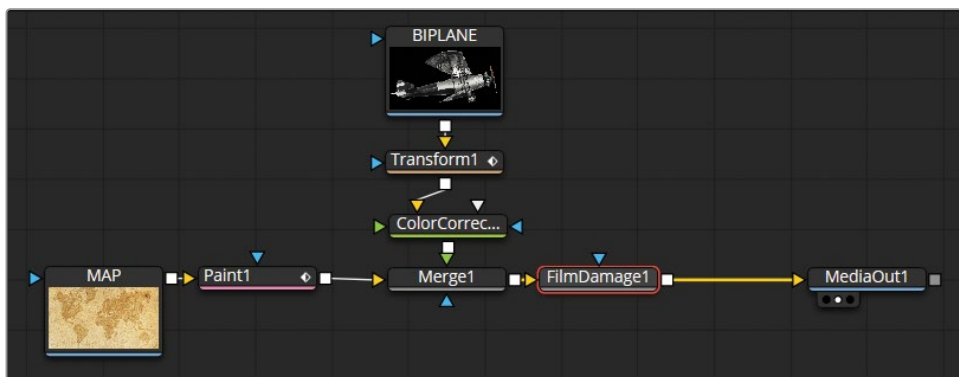 BIPLANE
Transform1
ColorCorrec...
MAP
Paint1
Merge1
FilmDamage1
MediaOut1